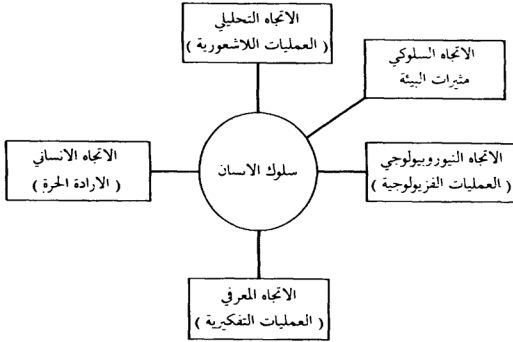 الاتجاه التحليلي
( العمليات اللاشعورية )
الاتجاه السلوكي
مثيرات البيئة
الاتجاه الانساني
( الارادة الحرة )
سلوك الانسان
الاتجاه النيوروبيولوجي
( العمليات الفزيولوجية )
الاتجاه المعرفي
( العمليات التفكيرية )